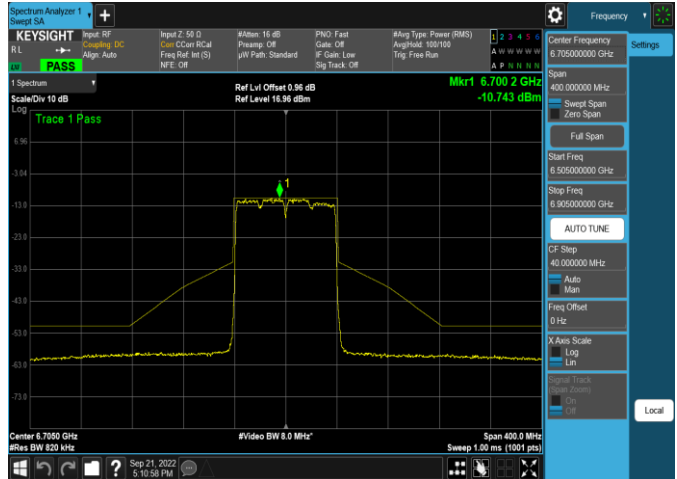 Spectrum Analyzer 1
Swept SA
Frequency
KEYSIGHT
RL
PASS
Input: RF
Coupling: DC
Align: Auto
Input Z: 50 Ω
Corr CCorr RCal
Freq Ref: Int (S)
NFE: Off
#Atten: 16 dB
Preamp: Off
µW Path: Standard
PNO: Fast
Gate: Off
IF Gain: Low
Sig Track: Off
#Avg Type: Power (RMS)
Avg|Hold: 100/100
Trig: Free Run
1 2 3 4 5 6
A W W W W W
A P N N N N
Center Frequency
6.705000000 GHz
Settings
1 Spectrum
Scale/Div 10 dB
Ref Lvl Offset 0.96 dB
Ref Level 16.96 dBm
Mkr1 6.700 2 GHz
-10.743 dBm
Span
400.000000 MHz
Swept Span
Zero Span
Full Span
Start Freq
6.505000000 GHz
Stop Freq
6.905000000 GHz
AUTO TUNE
CF Step
40.000000 MHz
Auto
Man
Freq Offset
0 Hz
X Axis Scale
Log
Lin
Signal Track
(Span Zoom)
On
Off
Local
Log
Trace 1 Pass
1
6.96
-3.04
-13.0
-23.0
-33.0
-43.0
-53.0
-63.0
-73.0
Center 6.7050 GHz
#Res BW 820 kHz
#Video BW 8.0 MHz*
Span 400.0 MHz
Sweep 1.00 ms (1001 pts)
?
Sep 21, 2022
5:10:58 PM